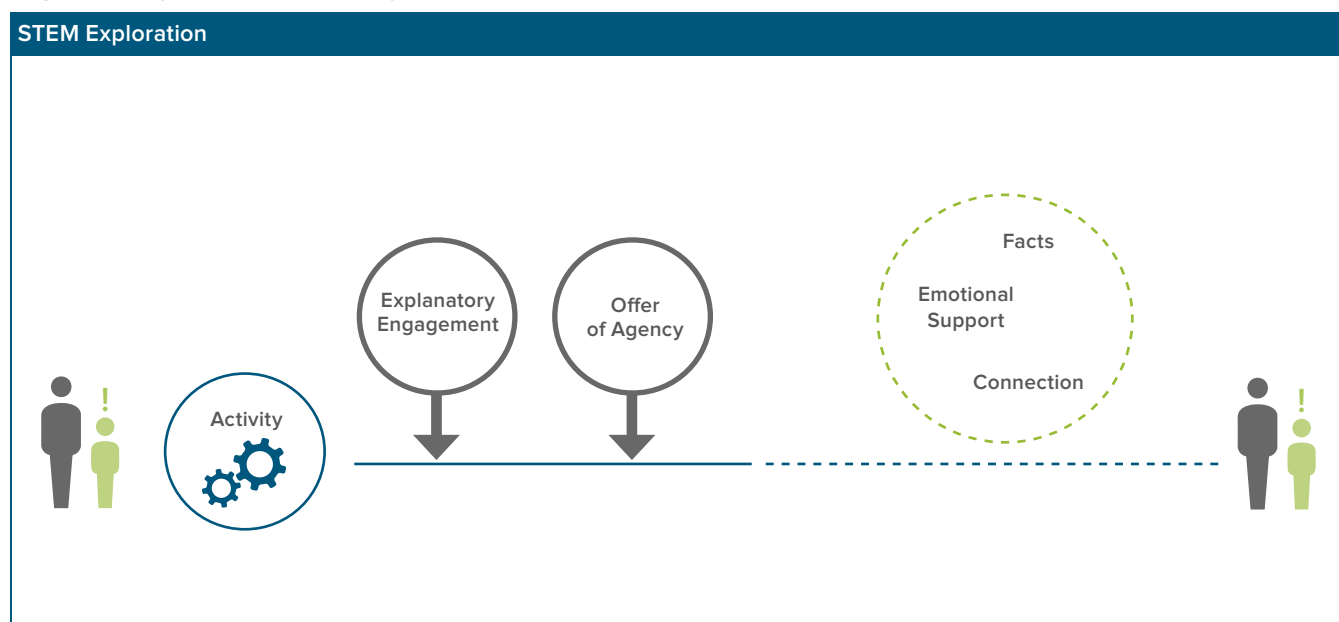 STEM Exploration
Explanatory
Engagement
Offer
of Agency
Facts
Emotional
Support
Connection
!
Activity
!